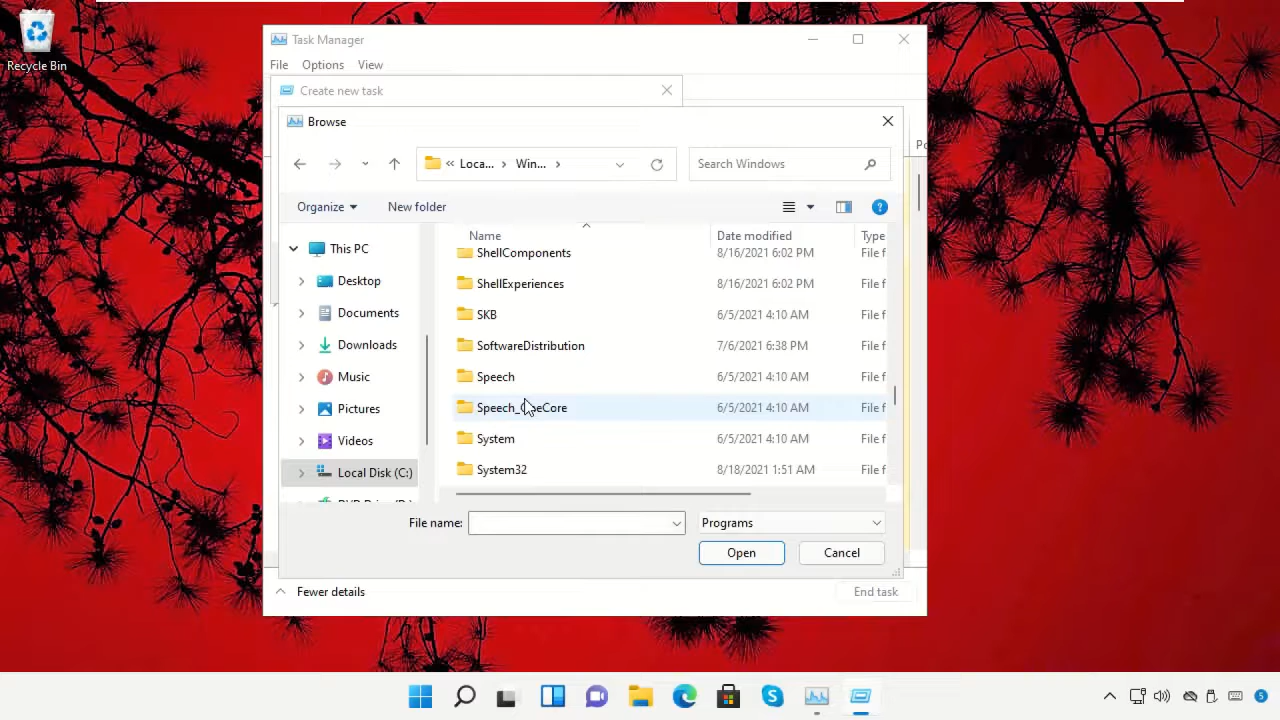 Recycle Bin
Task Manager
File Options View
Create new task
Browse
« Loca... › Win... ›
Search Windows
Organize New folder
Name Date modified Type
This PC
Desktop
Documents
Downloads
Music
Pictures
Videos
Local Disk (C:)
ShellComponents 8/16/2021 6:02 PM File f
ShellExperiences 8/16/2021 6:02 PM File f
SKB 6/5/2021 4:10 AM File f
SoftwareDistribution 7/6/2021 6:38 PM File f
Speech 6/5/2021 4:10 AM File f
Speech_OneCore 6/5/2021 4:10 AM File f
System 6/5/2021 4:10 AM File f
System32 8/18/2021 1:51 AM File f
File name: Programs
Open Cancel
Fewer details End task
5